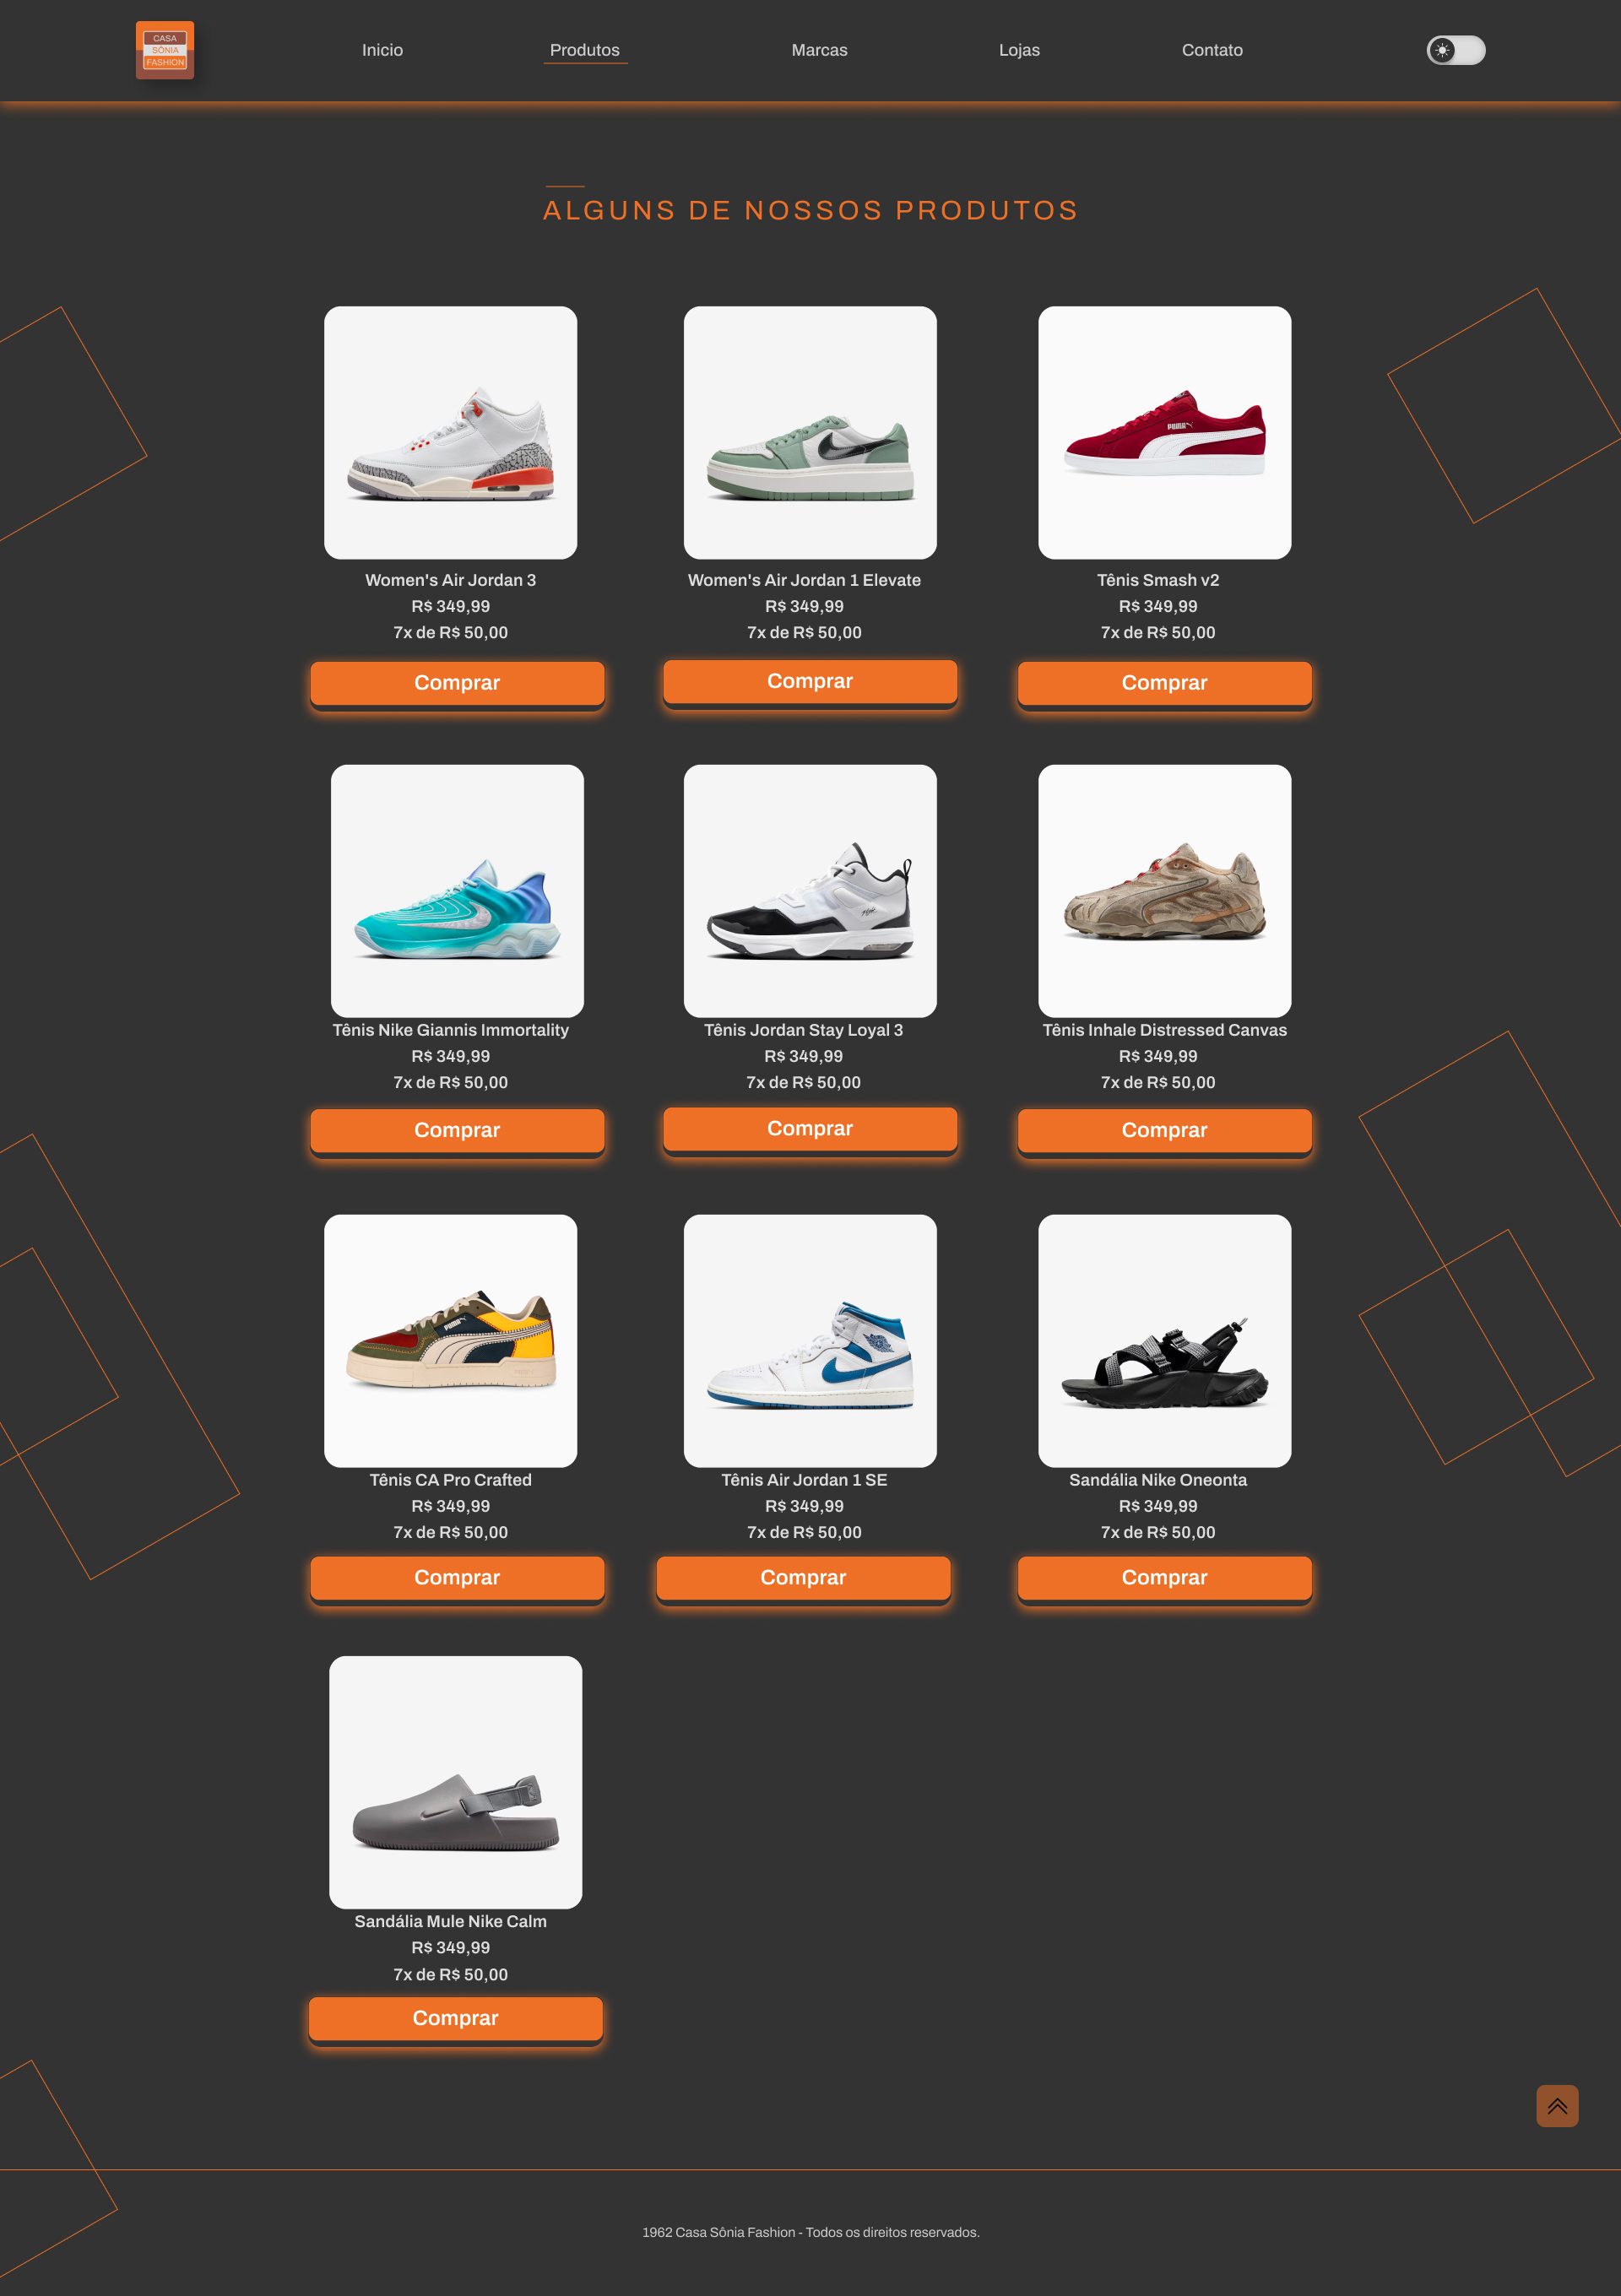 CASA
SÔNIA
FASHION
Inicio
Produtos
Marcas
Lojas
Contato
ALGUNS DE NOSSOS PRODUTOS
PUMA
Women's Air Jordan 3
R$ 349,99
7x de R$ 50,00
Comprar
Women's Air Jordan 1 Elevate
R$ 349,99
7x de R$ 50,00
Comprar
Tênis Smash v2
R$ 349,99
7x de R$ 50,00
Comprar
Tênis Nike Giannis Immortality
R$ 349,99
7x de R$ 50,00
Comprar
Tênis Jordan Stay Loyal 3
R$ 349,99
7x de R$ 50,00
Comprar
Tênis Inhale Distressed Canvas
R$ 349,99
7x de R$ 50,00
Comprar
PUMA
Tênis CA Pro Crafted
R$ 349,99
7x de R$ 50,00
Comprar
Tênis Air Jordan 1 SE
R$ 349,99
7x de R$ 50,00
Comprar
Sandália Nike Oneonta
R$ 349,99
7x de R$ 50,00
Comprar
Sandália Mule Nike Calm
R$ 349,99
7x de R$ 50,00
Comprar
1962 Casa Sônia Fashion - Todos os direitos reservados.